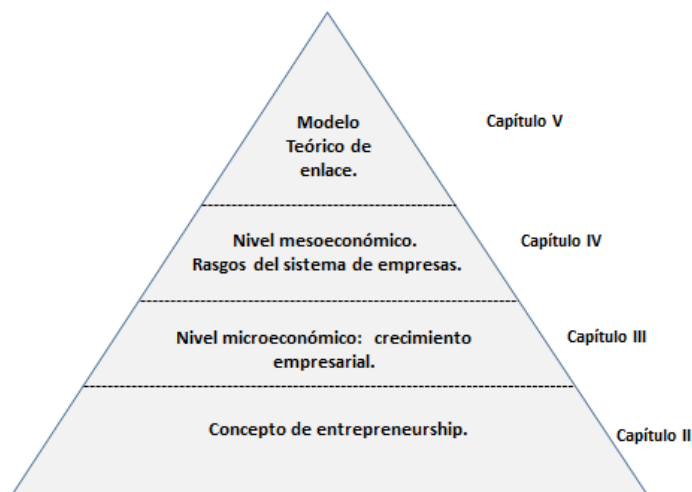 Modelo
Teórico de
enlace.
Capítulo V
Nivel mesoeconómico.
Rasgos del sistema de empresas.
Capítulo IV
Nivel microeconómico: crecimiento
empresarial.
Capítulo III
Concepto de entrepreneurship.
Capítulo II